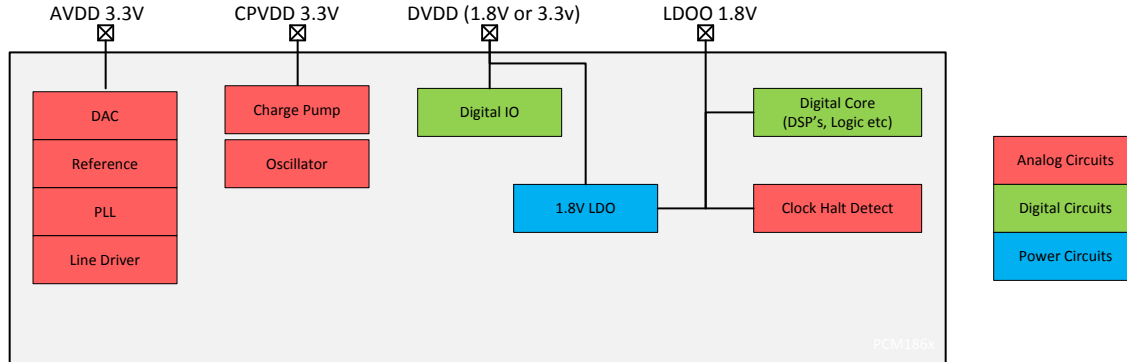 AVDD 3.3V
CPVDD 3.3V
DVDD (1.8V or 3.3v)
LDOO 1.8V
DAC
Reference
PLL
Line Driver
Charge Pump
Oscillator
Digital IO
1.8V LDO
Digital Core
(DSP's, Logic etc)
Clock Halt Detect
PCM186x
Analog Circuits
Digital Circuits
Power Circuits